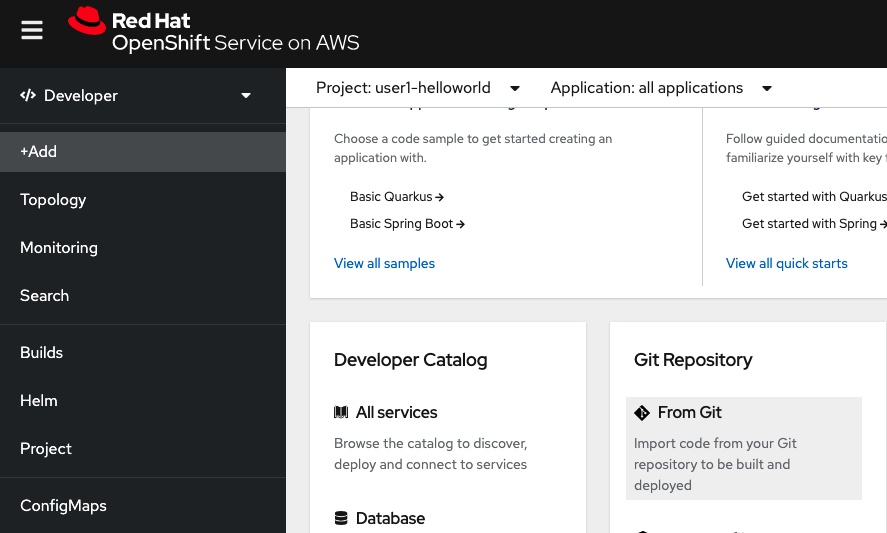 Red Hat
OpenShift Service on AWS
Developer
+Add
Topology
Monitoring
Search
Builds
Helm
Project
ConfigMaps
Project: user1-helloworld
Application: all applications
Choose a code sample to get started creating an
application with.
Basic Quarkus
Basic Spring Boot
View all samples
Follow guided documentatio
familiarize yourself with key
Get started with Quarkus
Get started with Spring
View all quick starts
Developer Catalog
All services
Browse the catalog to discover,
deploy and connect to services
Database
Git Repository
From Git
Import code from your Git
repository to be built and
deployed